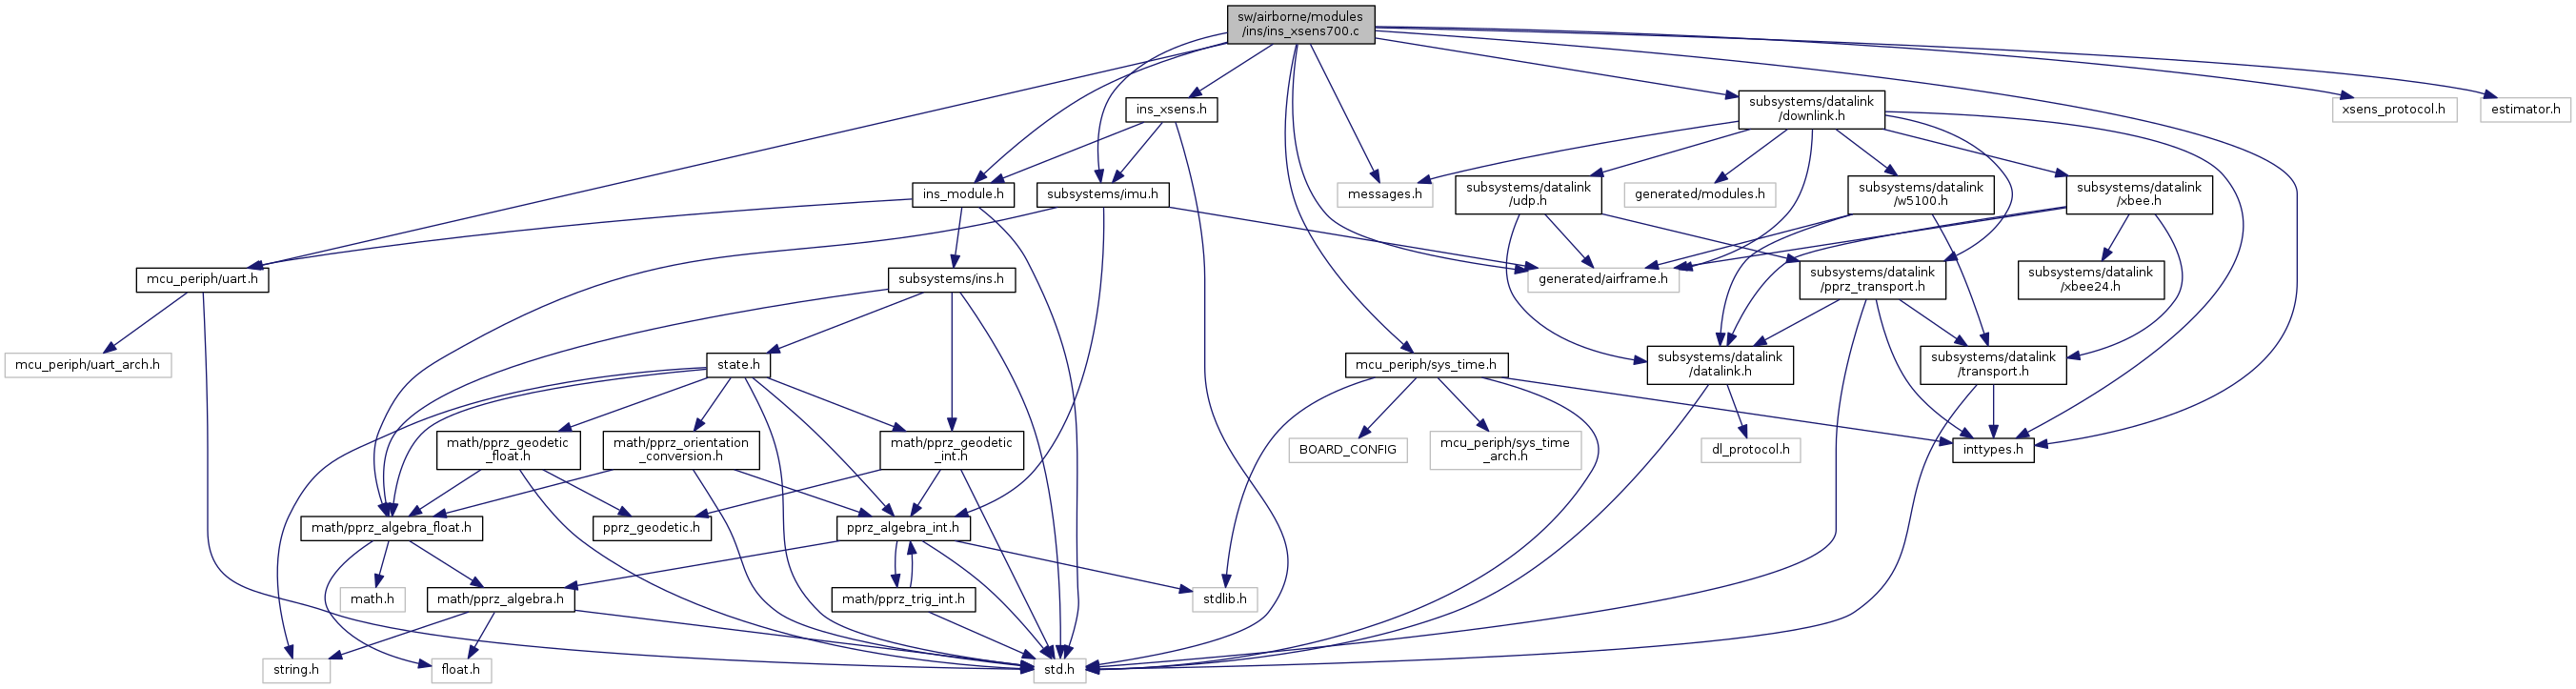 sw/airborne/modules
/ins/ins_xsens700.c
ins_xsens.h
subsystems/datalink
/downlink.h
xsens_protocol.h
estimator.h
ins_module.h
subsystems/imu.h
messages.h
subsystems/datalink
/udp.h
generated/modules.h
subsystems/datalink
/w5100.h
subsystems/datalink
/xbee.h
mcu_periph/uart.h
subsystems/ins.h
generated/airframe.h
subsystems/datalink
/pprz_transport.h
subsystems/datalink
/xbee24.h
mcu_periph/uart_arch.h
state.h
mcu_periph/sys_time.h
subsystems/datalink
/datalink.h
subsystems/datalink
/transport.h
math/pprz_geodetic
_float.h
math/pprz_orientation
_conversion.h
math/pprz_geodetic
_int.h
BOARD_CONFIG
mcu_periph/sys_time
_arch.h
dl_protocol.h
inttypes.h
math/pprz_algebra_float.h
pprz_geodetic.h
pprz_algebra_int.h
math.h
math/pprz_algebra.h
math/pprz_trig_int.h
stdlib.h
string.h
float.h
std.h